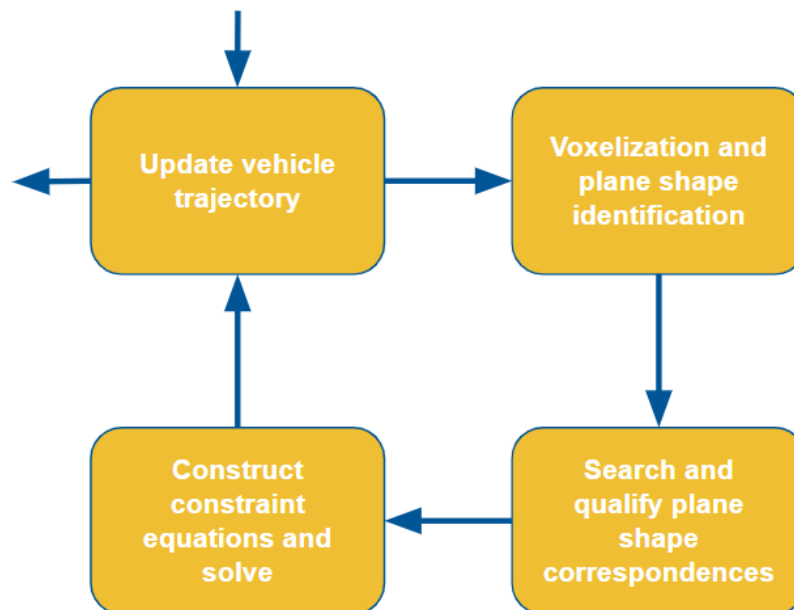 Update vehicle
trajectory
Voxelization and
plane shape
identification
Construct
constraint
equations and
solve
Search and
qualify plane
shape
correspondences